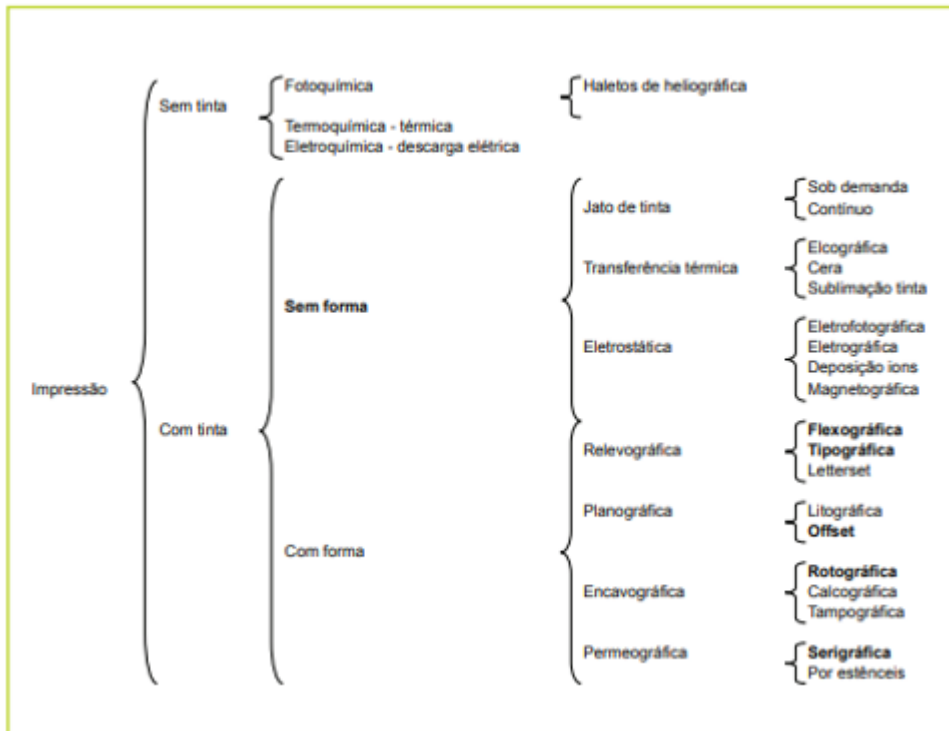 Impressão
Sem tinta
Fotoquímica
Haletos de heliográfica
Termoquímica - térmica
Eletroquímica - descarga elétrica
Com tinta
Sem forma
Jato de tinta
Sob demanda
Contínuo
Transferência térmica
Elcográfica
Cera
Sublimação tinta
Eletrostática
Eletrofotográfica
Eletrográfica
Deposição ions
Magnetográfica
Com forma
Relevográfica
Flexográfica
Tipográfica
Letterset
Planográfica
Litográfica
Offset
Encavográfica
Rotográfica
Calcográfica
Tampográfica
Permeográfica
Serigráfica
Por estênceis